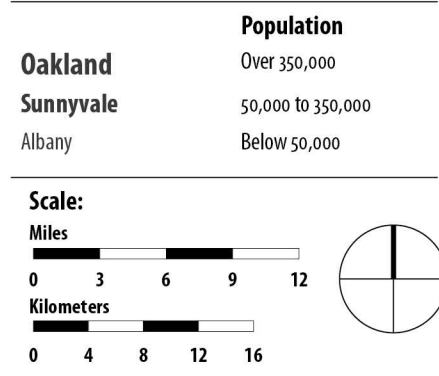 Population
Oakland Over 350,000
Sunnyvale 50,000 to 350,000
Albany Below 50,000
Scale:
Miles
0 3 6 9 12
Kilometers
0 4 8 12 16